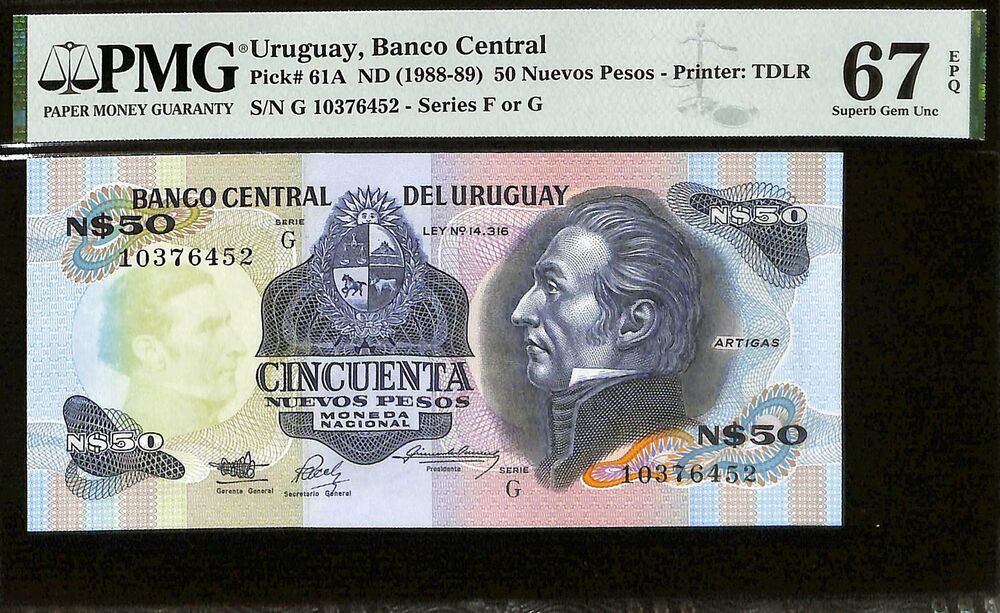 PMG®
PAPER MONEY GUARANTY
Uruguay, Banco Central
Pick# 61A ND (1988-89) 50 Nuevos Pesos - Printer: TDLR
S/N G 10376452 - Series F or G
67
EPQ
Superb Gem Unc
BANCO CENTRAL DEL URUGUAY
N$50
SERIE
G
LEY Nº 14.316
N$50
10376452
ARTIGAS
CINCUENTA
NUEVOS PESOS
MONEDA
NACIONAL
N$50
N$50
Gerente General
Secretario General
Presidente
SERIE
G
10376452